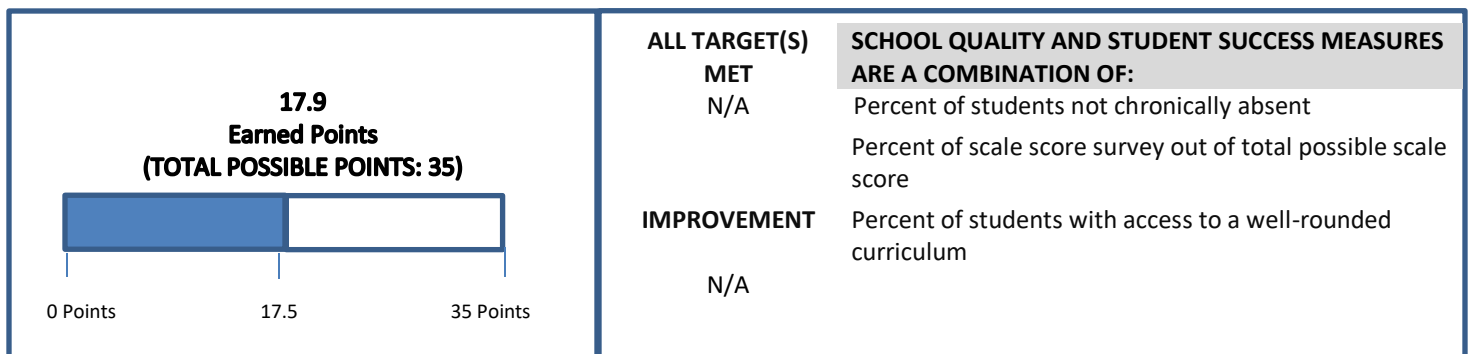 17.9
Earned Points
(TOTAL POSSIBLE POINTS: 35)
0 Points
17.5
35 Points
ALL TARGET(S)
MET
N/A
IMPROVEMENT
N/A
SCHOOL QUALITY AND STUDENT SUCCESS MEASURES
ARE A COMBINATION OF:
Percent of students not chronically absent
Percent of scale score survey out of total possible scale
score
Percent of students with access to a well-rounded
curriculum